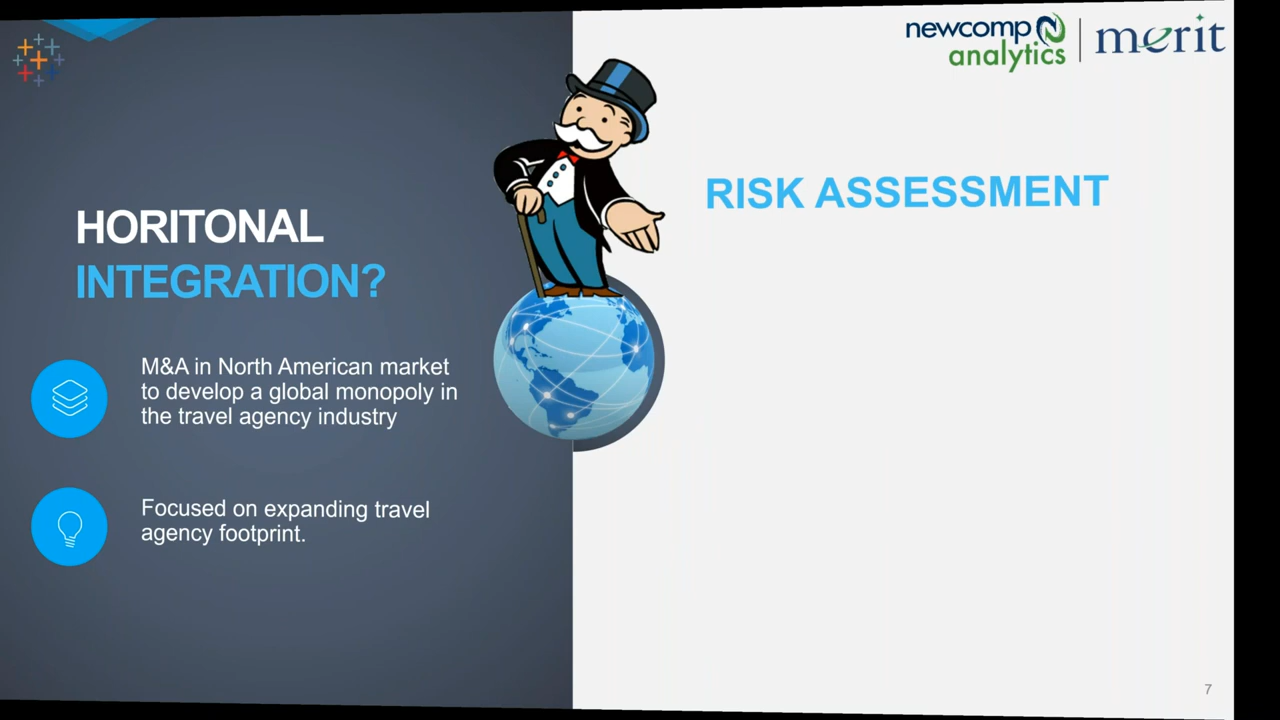 newcomp
analytics
merit
HORITONAL
INTEGRATION?
M&A in North American market
to develop a global monopoly in
the travel agency industry
Focused on expanding travel
agency footprint.
RISK ASSESSMENT
7